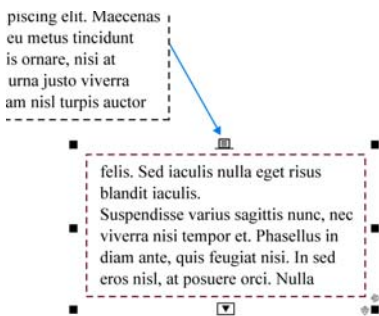 piscing elit. Maecenas
eu metus tincidunt
is ornare, nisi at
urna justo viverra
am nisl turpis auctor
felis. Sed iaculis nulla eget risus
blandit iaculis.
Suspendisse varius sagittis nunc, nec
viverra nisi tempor et. Phasellus in
diam ante, quis feugiat nisi. In sed
eros nisl, at posuere orci. Nulla